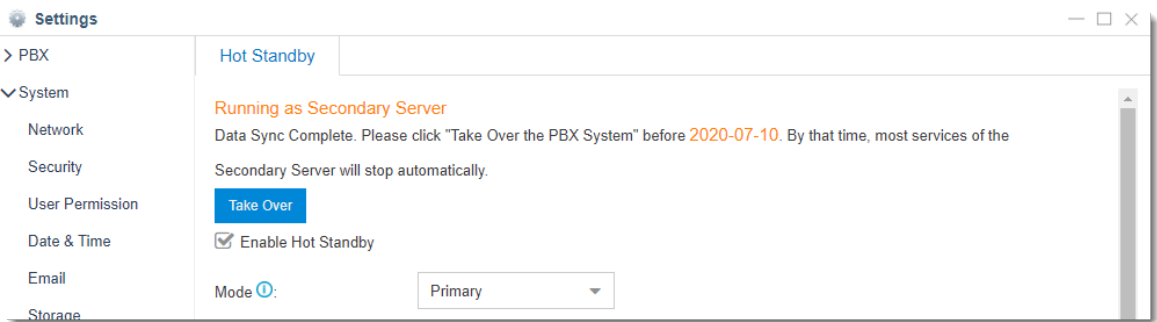 Settings
PBX
Hot Standby
System
Running as Secondary Server
Network
Data Sync Complete. Please click "Take Over the PBX System" before 2020-07-10. By that time, most services of the
Security
Secondary Server will stop automatically.
User Permission
Take Over
Date & Time
Enable Hot Standby
Email
Mode :
Primary
Storage